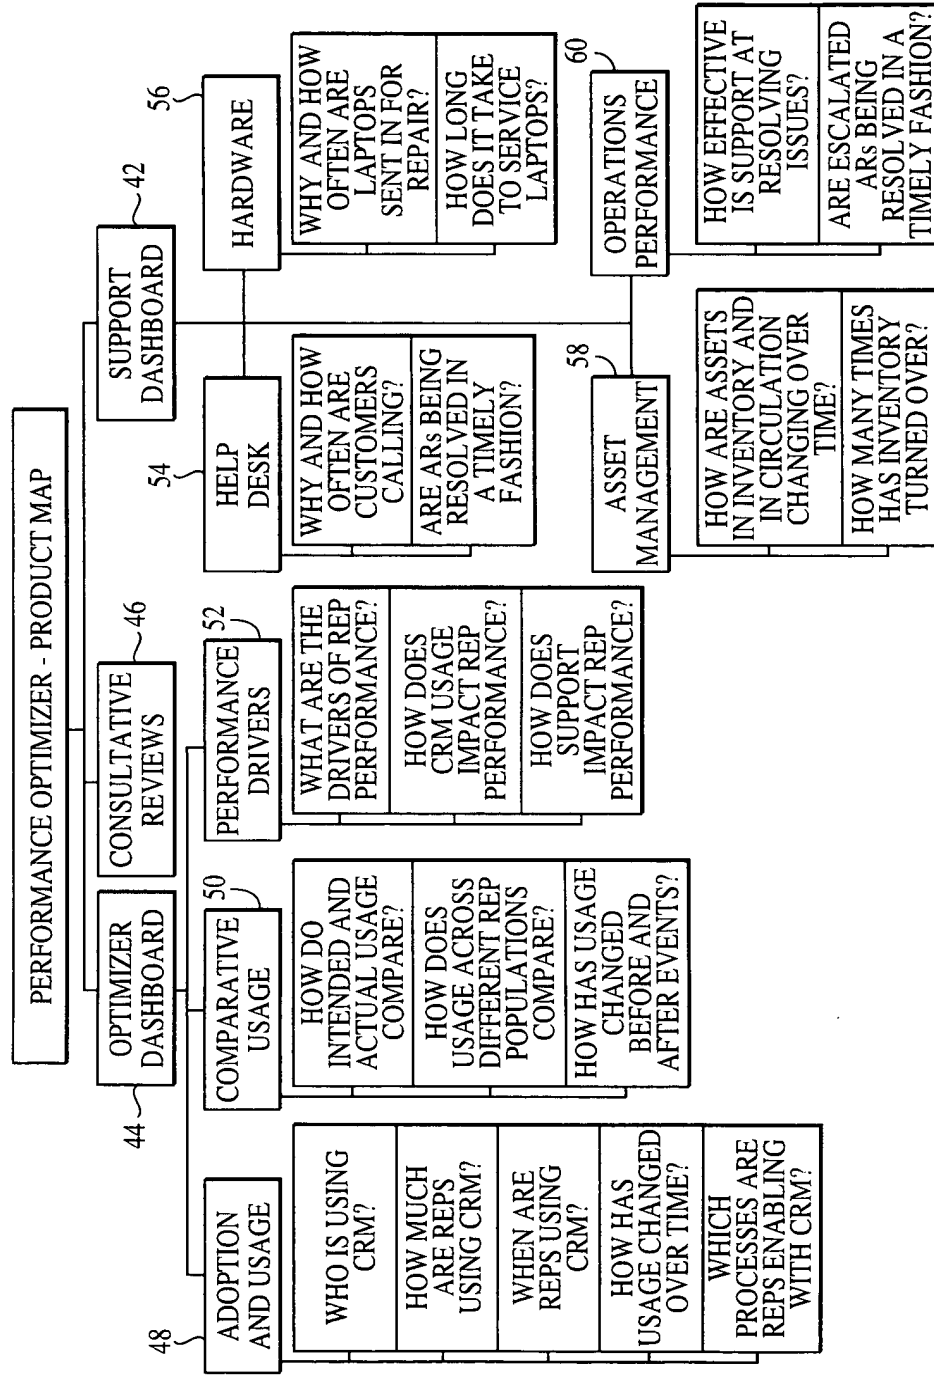 PERFORMANCE OPTIMIZER - PRODUCT MAP
44
OPTIMIZER
DASHBOARD
CONSULTATIVE
REVIEWS
46
SUPPORT
DASHBOARD
42
48
ADOPTION
AND USAGE
WHO IS USING
CRM?
HOW MUCH
ARE REPS
USING CRM?
WHEN ARE
REPS USING
CRM?
HOW HAS
USAGE CHANGED
OVER TIME?
WHICH
PROCESSES ARE
REPS ENABLING
WITH CRM?
COMPARATIVE
USAGE
50
HOW DO
INTENDED AND
ACTUAL USAGE
COMPARE?
HOW DOES
USAGE ACROSS
DIFFERENT REP
POPULATIONS
COMPARE?
HOW HAS USAGE
CHANGED
BEFORE AND
AFTER EVENTS?
PERFORMANCE
DRIVERS
52
WHAT ARE THE
DRIVERS OF REP
PERFORMANCE?
HOW DOES
CRM USAGE
IMPACT REP
PERFORMANCE?
HOW DOES
SUPPORT
IMPACT REP
PERFORMANCE?
54
HELP
DESK
WHY AND HOW
OFTEN ARE
CUSTOMERS
CALLING?
ARE ARs BEING
RESOLVED IN
A TIMELY
FASHION?
HARDWARE
56
WHY AND HOW
OFTEN ARE
LAPTOPS
SENT IN FOR
REPAIR?
HOW LONG
DOES IT TAKE
TO SERVICE
LAPTOPS?
58
ASSET
MANAGEMENT
HOW ARE ASSETS
IN INVENTORY AND
IN CIRCULATION
CHANGING OVER
TIME?
HOW MANY TIMES
HAS INVENTORY
TURNED OVER?
OPERATIONS
PERFORMANCE
60
HOW EFFECTIVE
IS SUPPORT AT
RESOLVING
ISSUES?
ARE ESCALATED
ARs BEING
RESOLVED IN A
TIMELY FASHION?